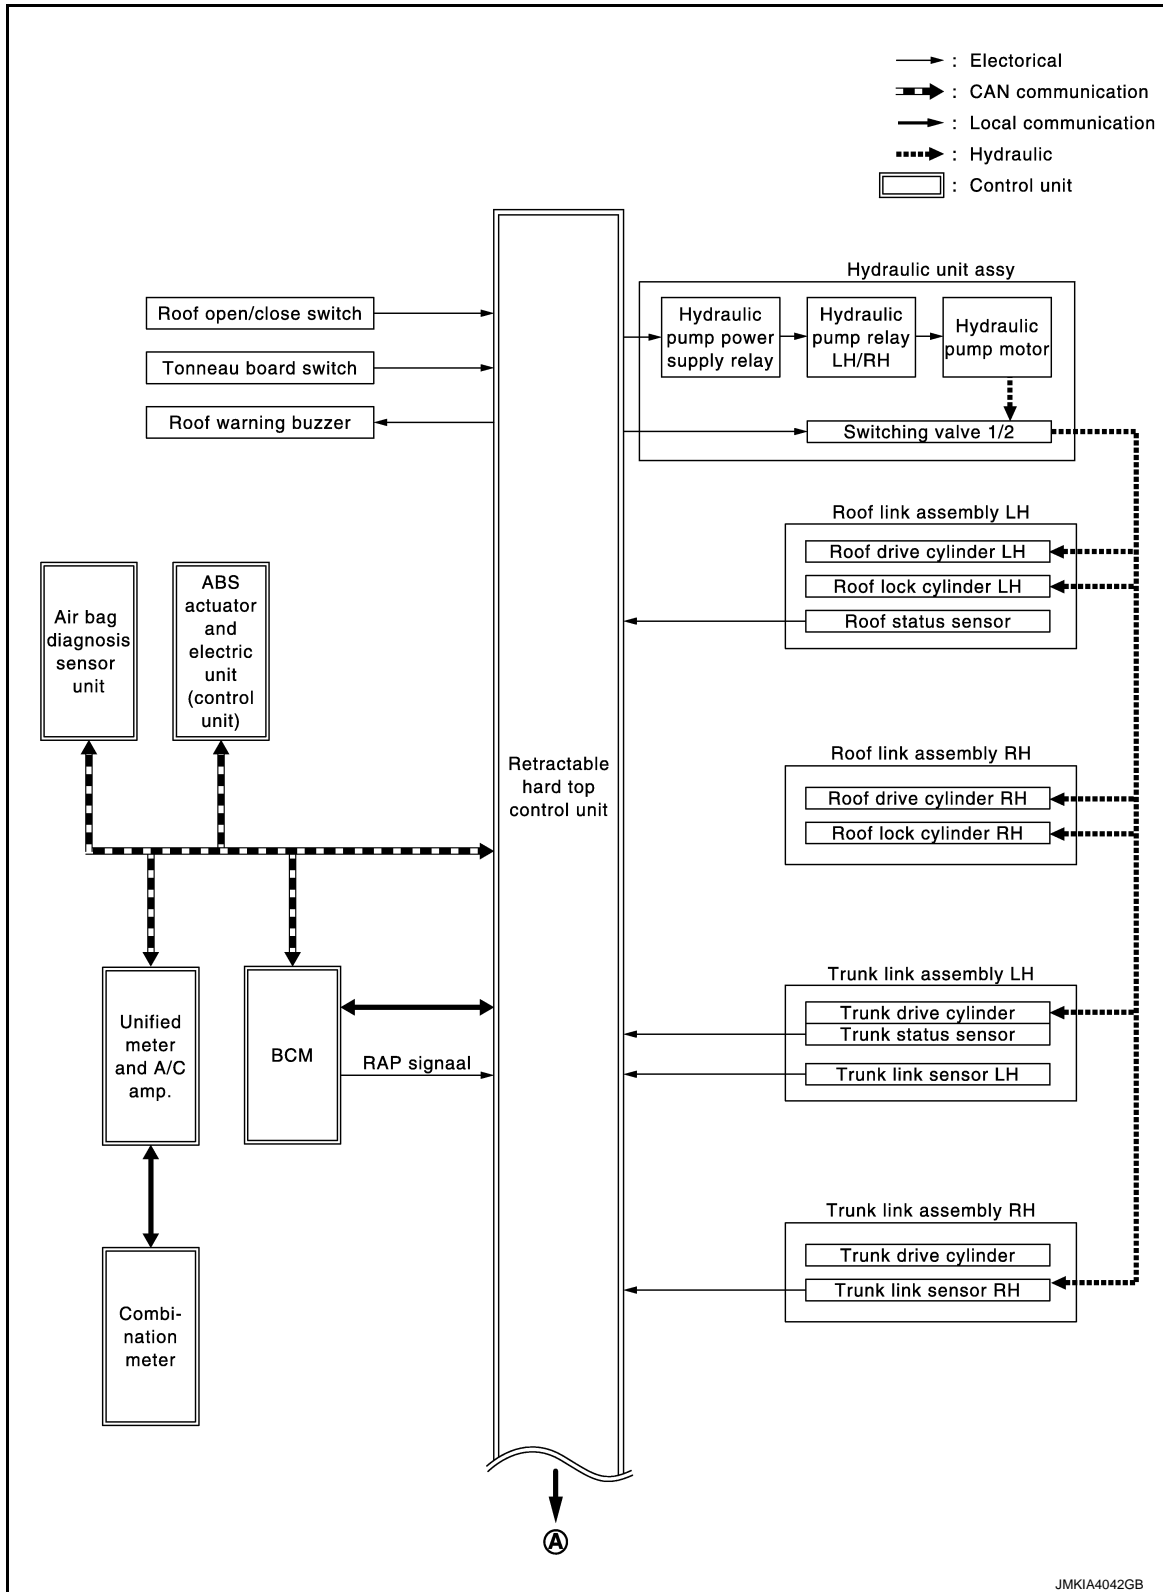 : Electorical
: CAN communication
: Local communication
: Hydraulic
: Control unit
Hydraulic unit assy
Roof open/close switch
Tonneau board switch
Roof warning buzzer
Hydraulic
pump power
supply relay
Hydraulic
pump relay
LH/RH
Hydraulic
pump motor
Switching valve 1/2
Roof link assembly LH
Roof drive cylinder LH
Roof lock cylinder LH
Roof status sensor
Air bag
diagnosis
sensor
unit
ABS
actuator
and
electric
unit
(control
unit)
Retractable
hard top
control unit
Roof link assembly RH
Roof drive cylinder RH
Roof lock cylinder RH
Unified
meter
and A/C
amp.
BCM
RAP signaal
Trunk link assembly LH
Trunk drive cylinder
Trunk status sensor
Trunk link sensor LH
Trunk link assembly RH
Trunk drive cylinder
Trunk link sensor RH
Combi-
nation
meter
A
JMKIA4042GB